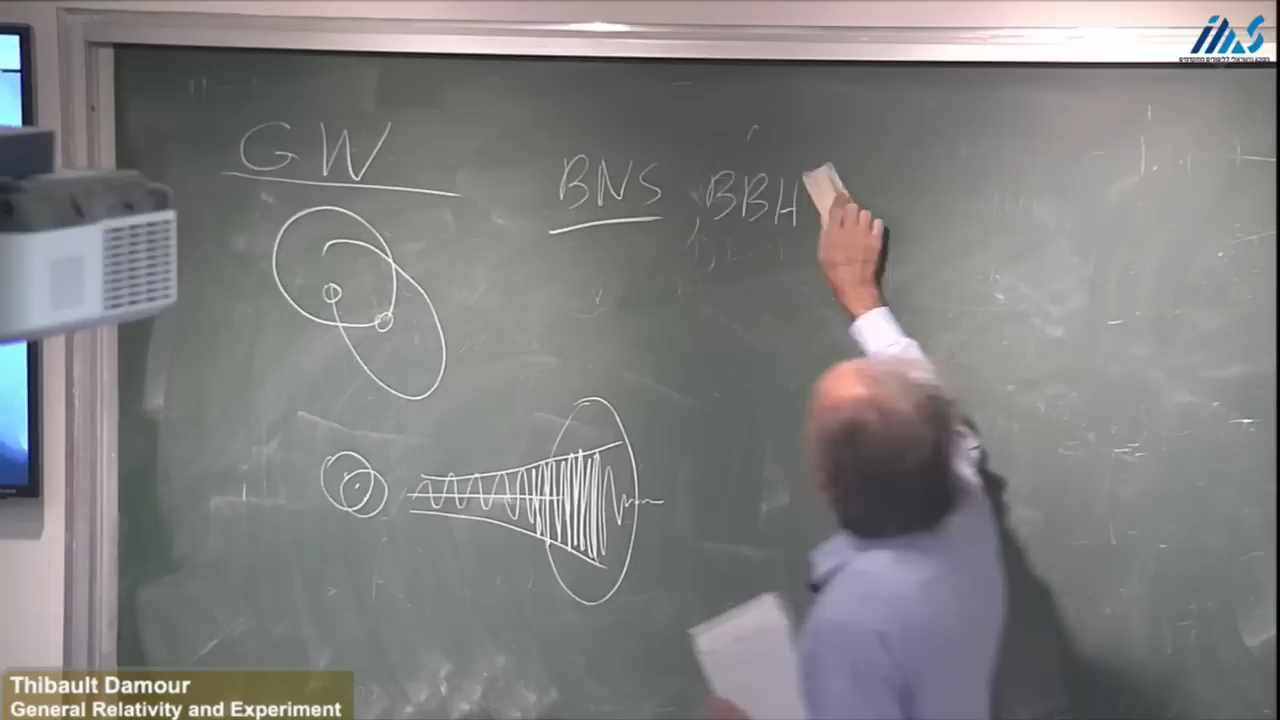 GW
BNS, BBH
Thibault Damour
General Relativity and Experiment